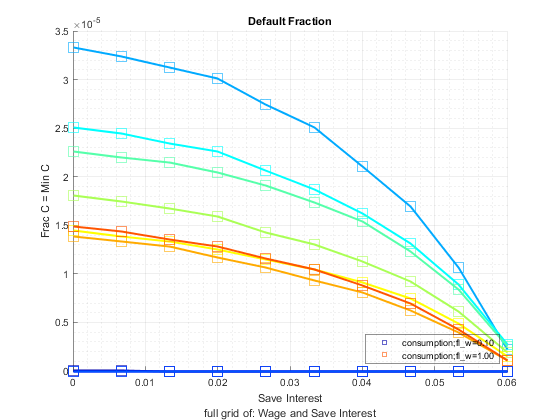 Default Fraction
×10⁻⁵
3.5
3
2.5
2
1.5
1
0.5
0
Frac C = Min C
consumption;fl_w=0.10
consumption;fl_w=1.00
0 0.01 0.02 0.03 0.04 0.05 0.06
Save Interest
full grid of: Wage and Save Interest